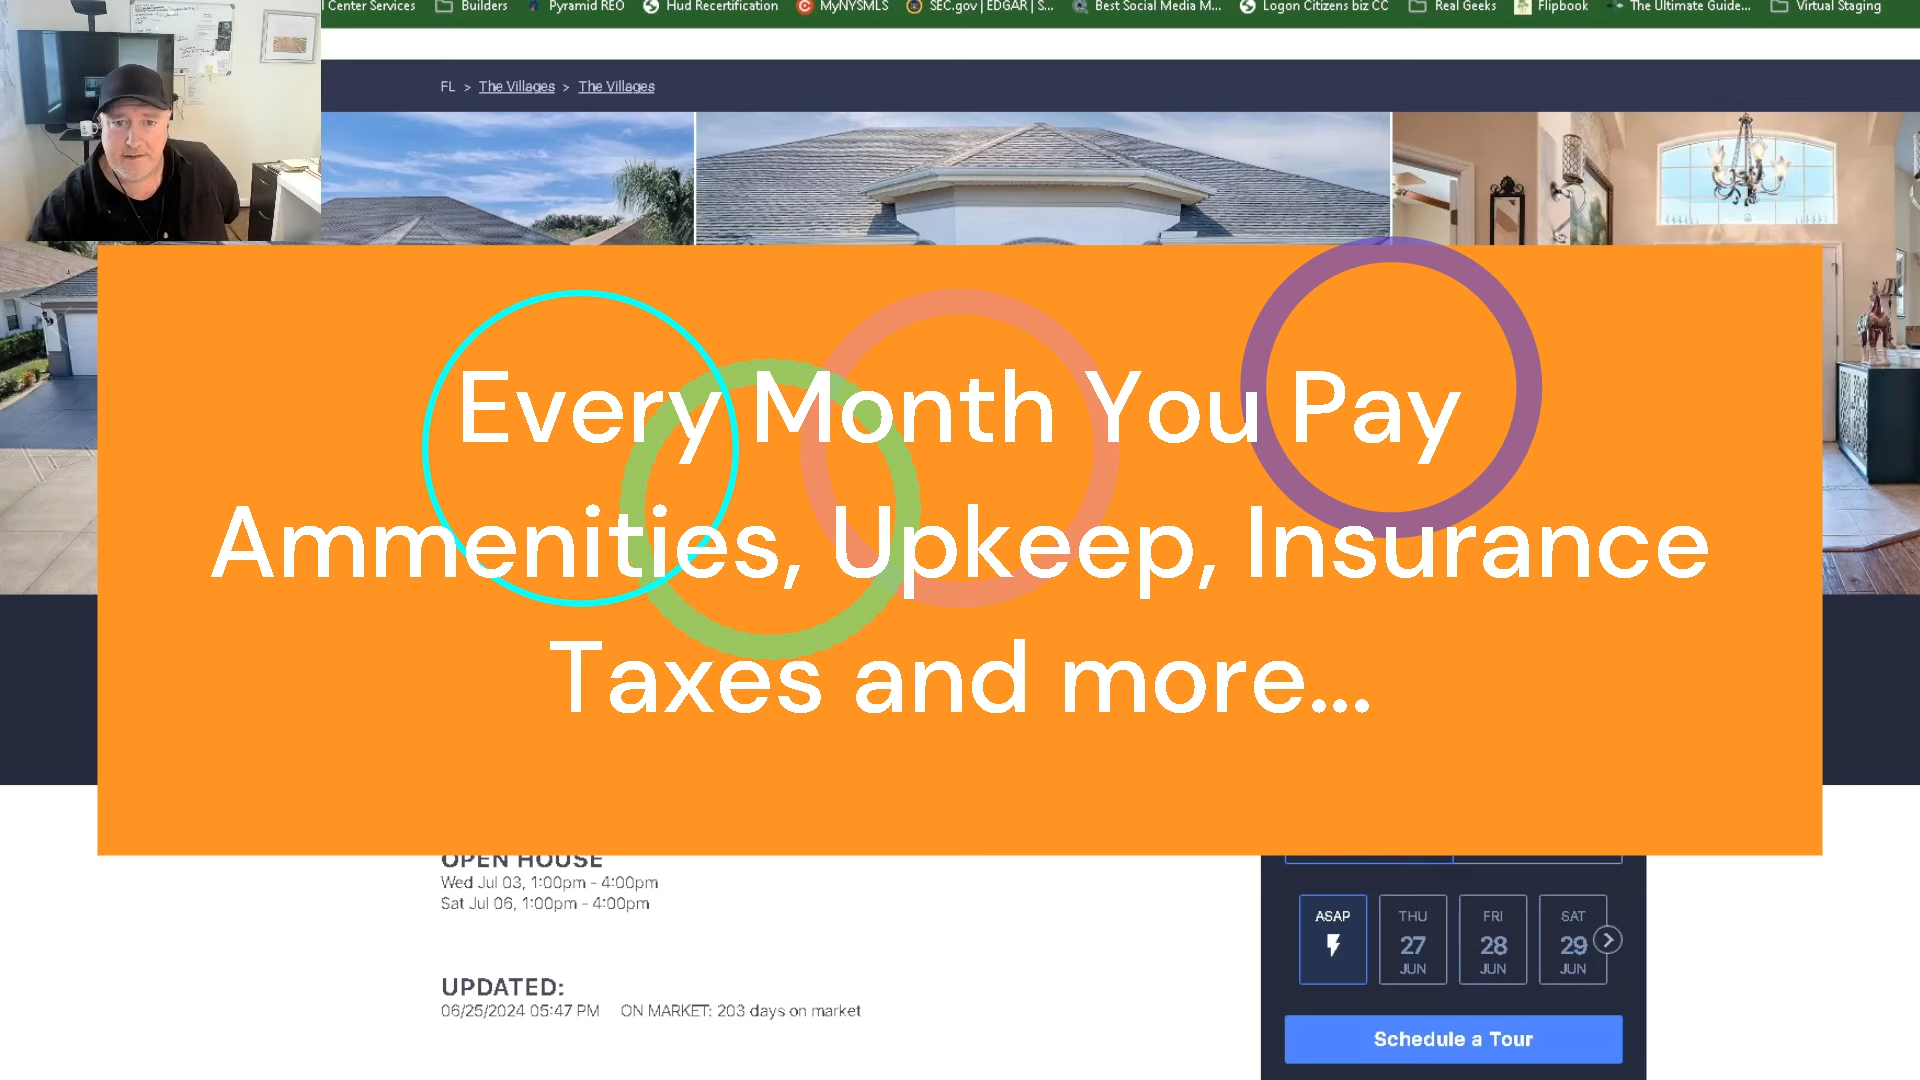 l Center Services Builders Pyramid REO Hud Recertification MyNYSMLS SEC.gov | EDGAR | S... Best Social Media M... Logon Citizens biz CC Real Geeks Flipbook The Ultimate Guide... Virtual Staging
FL > The Villages > The Villages
Every Month You Pay
Ammenities, Upkeep, Insurance
Taxes and more...
OPEN HOUSE
Wed Jul 03, 1:00pm - 4:00pm
Sat Jul 06, 1:00pm - 4:00pm
UPDATED:
06/25/2024 05:47 PM ON MARKET: 203 days on market
ASAP THU SAT FRI
27 28 29
JUN JUN JUN
Schedule a Tour